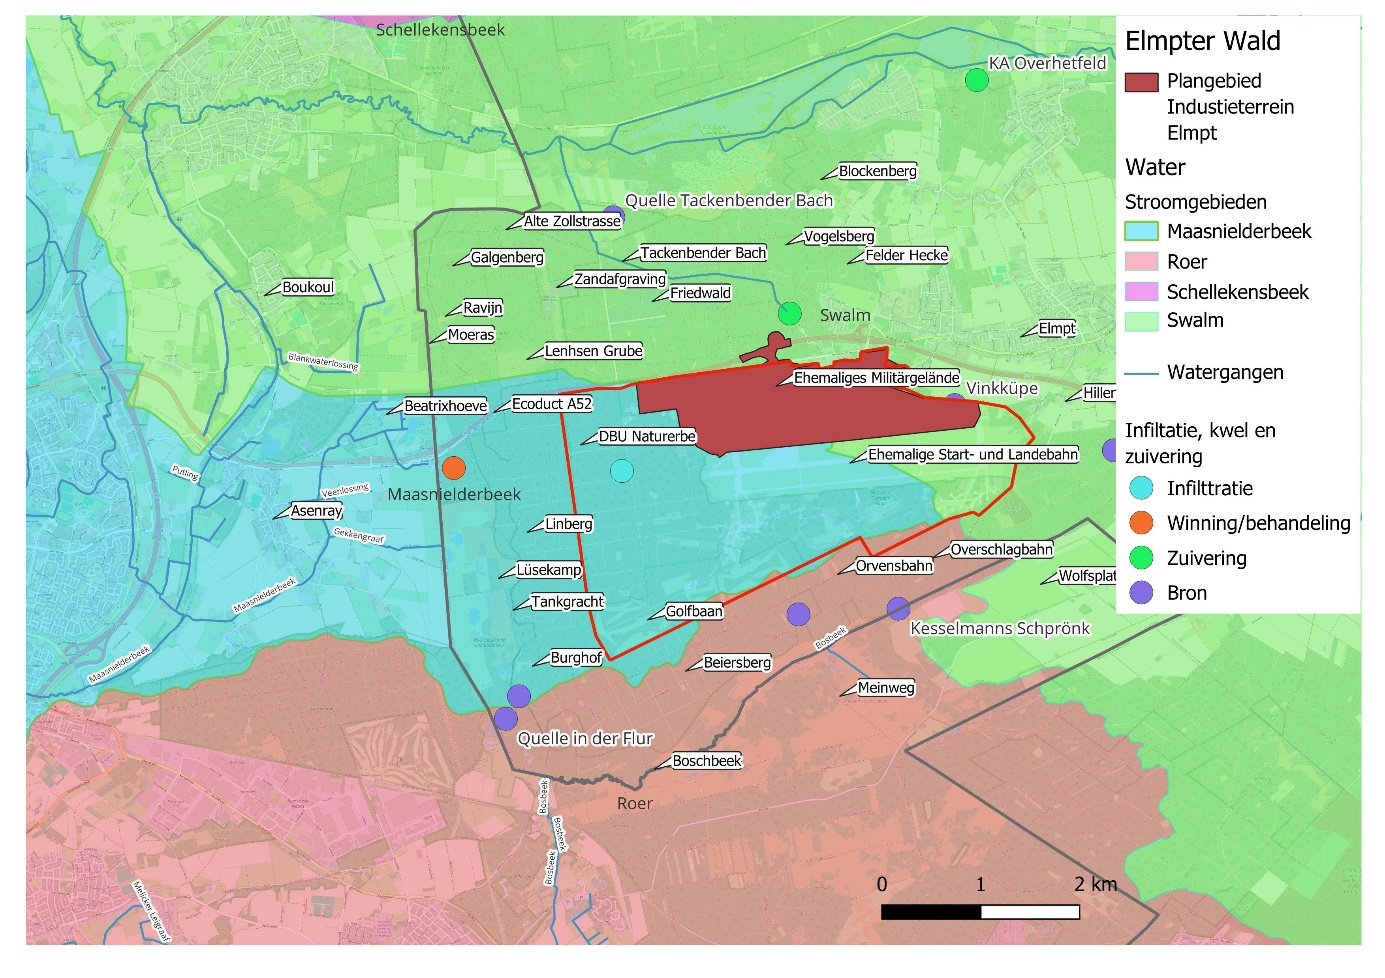 Schellekensbeek
KA Overhetfeld
Blockenberg
Quelle Tackenbender Bach
Alte Zollstrasse
Vogelsberg
Galgenberg
Tackenbender Bach
Felder Hecke
Zandafgraving
Boukoul
Friedwald
Ravijn
Swalm
Moeras
Elmpt
Lenhsen Grube
Blankwaterlossing
Ehemaliges Militärgelände
Vinkküpe
Hiller
Beatrixhoeve
Ecoduct A52
DBU Naturerbe
Ehemalige Start- und Landebahn
Putling
Maasnielderbeek
Veenlossing
Asenray
Linberg
Gekkengraaf
Overschlagbahn
Orvensbahn
Lüsekamp
Wolfsplat
Maasnielderbeek
Tankgracht
Golfbaan
Kesselmanns Schprönk
Bosbeek
Maasnielderbeek
Burghof
Beiersberg
Meinweg
Quelle in der Flur
Boschbeek
Roer
Bosbeek
Bosbeek
Bosbeek
Melicker Leigraaf
0 1 2 km
Elmpter Wald
Plangebied
Industieterrein
Elmpt
Water
Stroomgebieden
Maasnielderbeek
Roer
Schellekensbeek
Swalm
Watergangen
Infiltatie, kwel en
zuivering
Infilttratie
Winning/behandeling
Zuivering
Bron